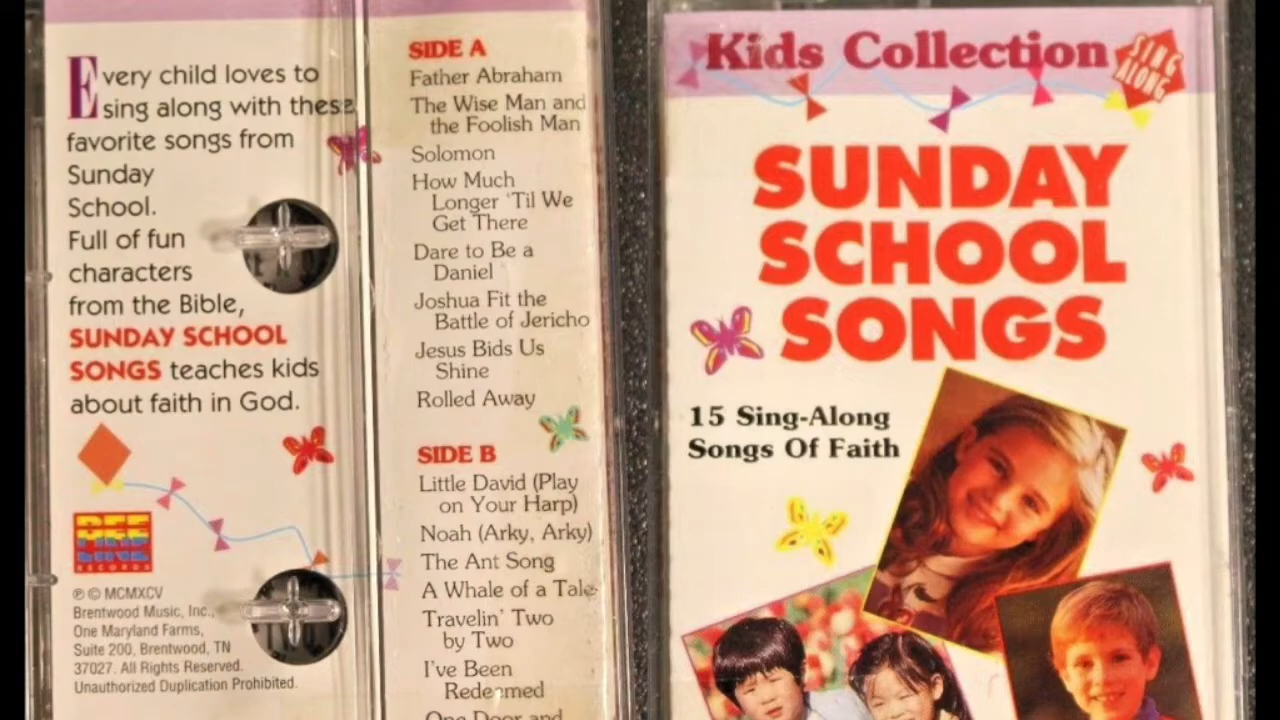 Every child loves to
sing along with these
favorite songs from
Sunday
School.
Full of fun
characters
from the Bible,
SUNDAY SCHOOL
SONGS teaches kids
about faith in God.
BEE
LINE
RECORDS
℗ © MCMXCV
Brentwood Music, Inc.,
One Maryland Farms,
Suite 200, Brentwood, TN
37027. All Rights Reserved.
Unauthorized Duplication Prohibited.
SIDE A
Father Abraham
The Wise Man and
the Foolish Man
Solomon
How Much
Longer ‘Til We
Get There
Dare to Be a
Daniel
Joshua Fit the
Battle of Jericho
Jesus Bids Us
Shine
Rolled Away
SIDE B
Little David (Play
on Your Harp)
Noah (Arky, Arky)
The Ant Song
A Whale of a Tale
Travelin’ Two
by Two
I’ve Been
Redeemed
One Door and
Kids Collection
SING
ALONG
SUNDAY
SCHOOL
SONGS
15 Sing-Along
Songs Of Faith